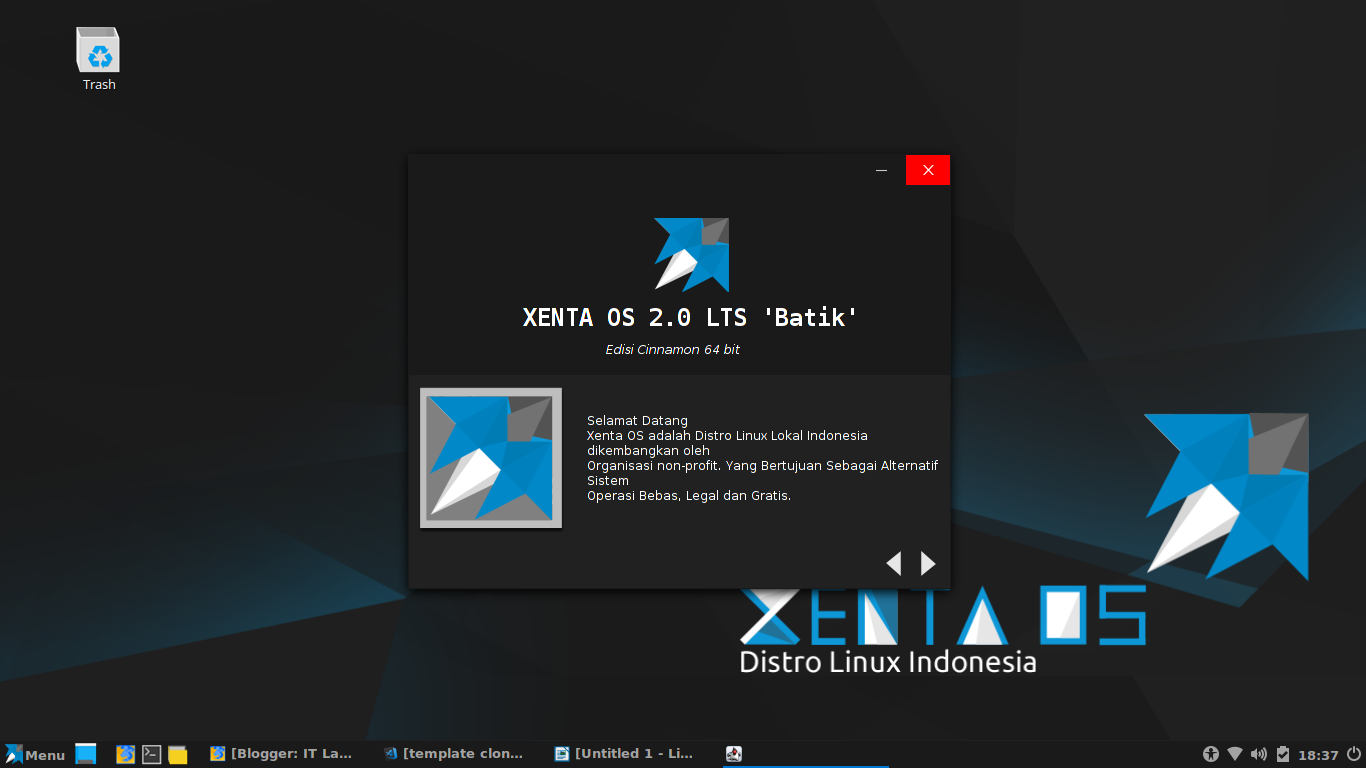 Trash
XENTA OS 2.0 LTS 'Batik'
Edisi Cinnamon 64 bit
Selamat Datang
Xenta OS adalah Distro Linux Lokal Indonesia
dikembangkan oleh
Organisasi non-profit. Yang Bertujuan Sebagai Alternatif
Sistem
Operasi Bebas, Legal dan Gratis.
XENTA OS
Distro Linux Indonesia
Menu
[Blogger: IT La...
[template clon...
[Untitled 1 - Li...
18:37